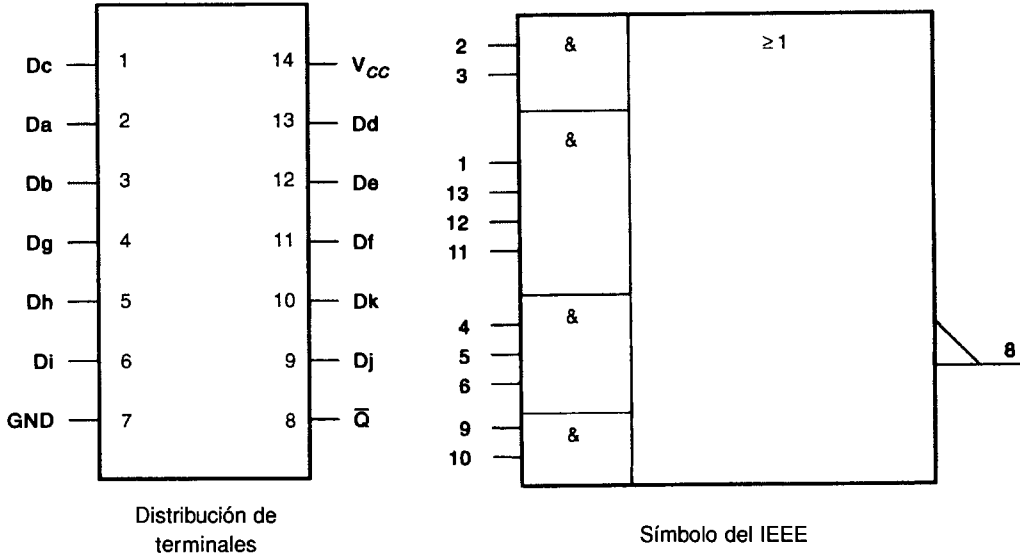 Dc 1 14 V_CC
Da 2 13 Dd
Db 3 12 De
Dg 4 11 Df
Dh 5 10 Dk
Di 6 9 Dj
GND 7 8 Q̅
Distribución de
terminales
2 & ≥ 1
3
&
1
13
12
11
&
4
5 8
6
9
&
10
Símbolo del IEEE